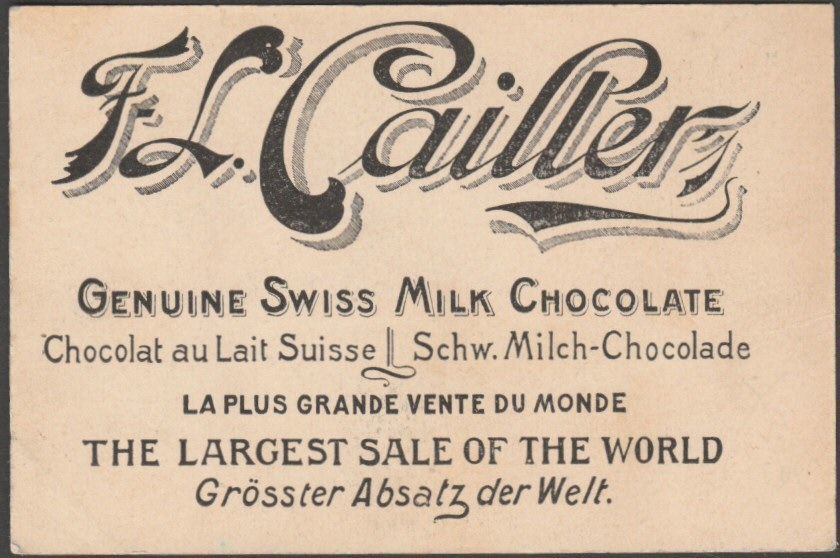 F.L. Cailler's
GENUINE SWISS MILK CHOCOLATE
Chocolat au Lait Suisse || Schw. Milch-Chocolade
LA PLUS GRANDE VENTE DU MONDE
THE LARGEST SALE OF THE WORLD
Grösster Absatz der Welt.